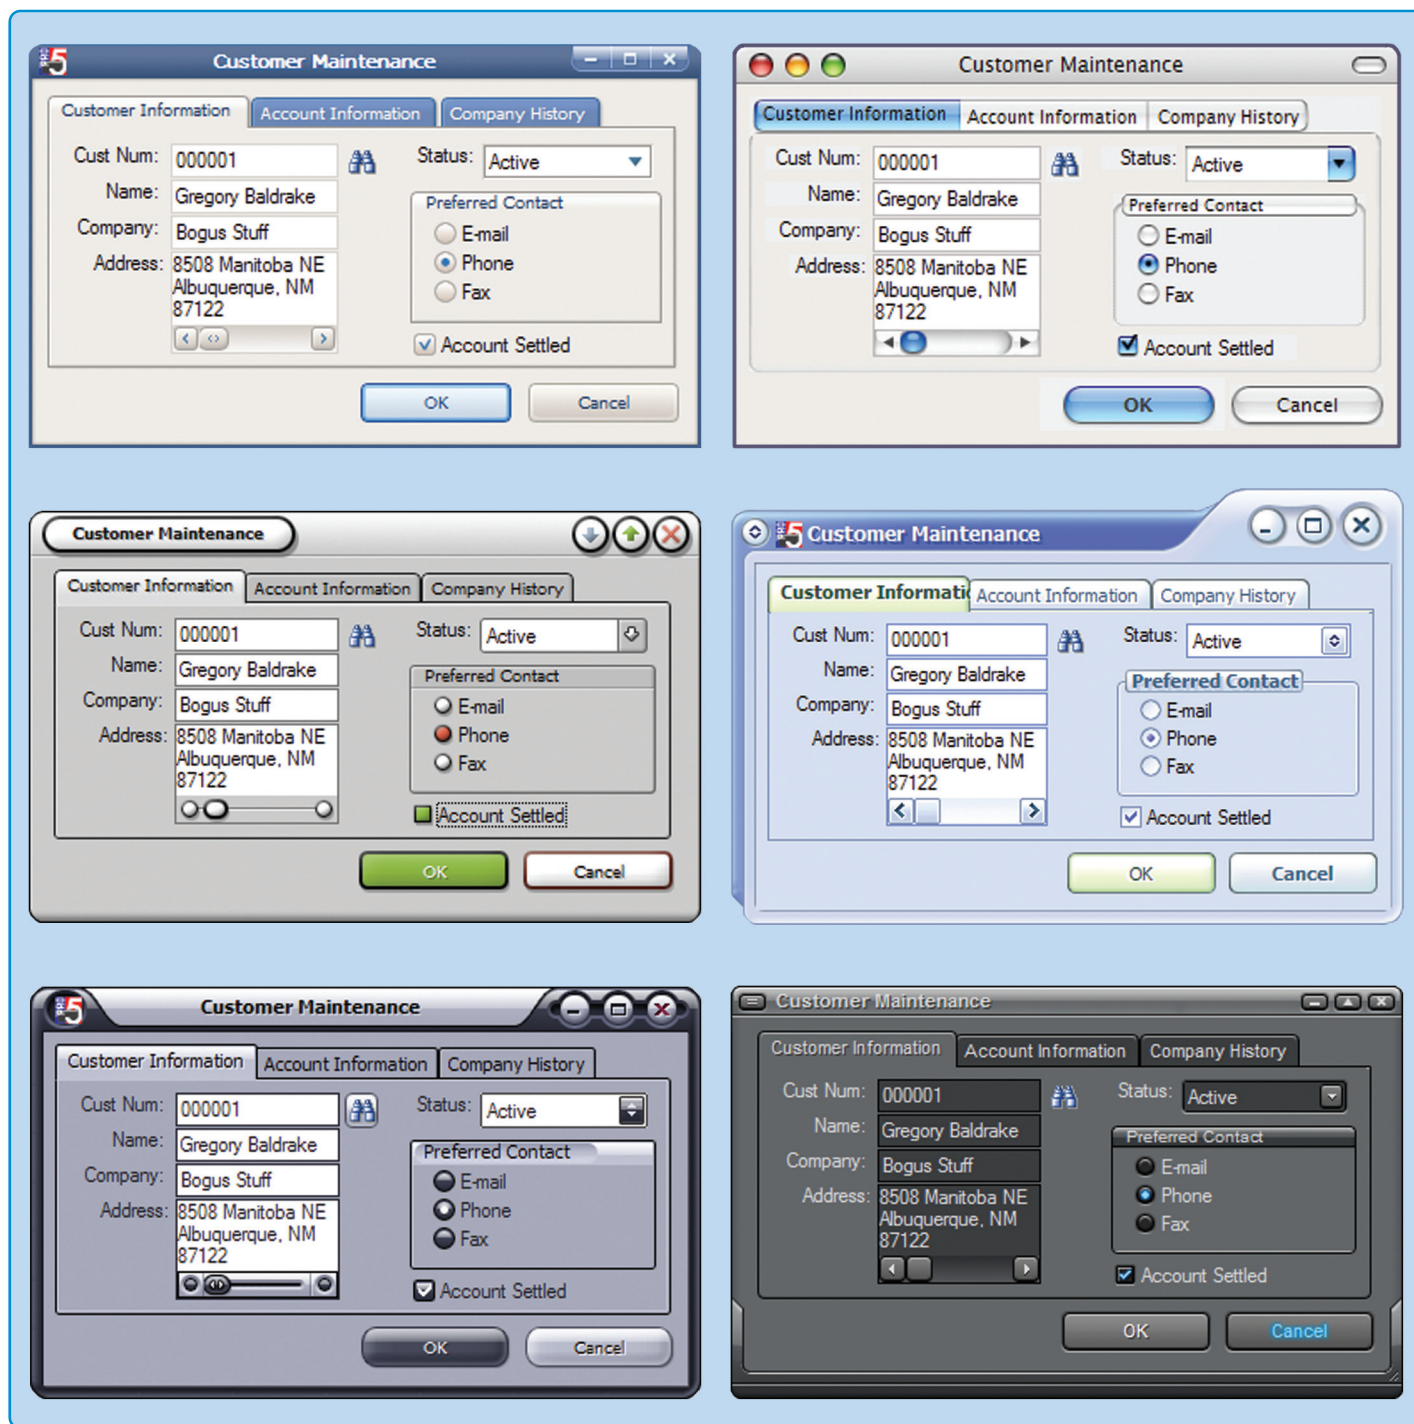 Customer Maintenance
Customer Information Account Information Company History
Cust Num: 000001 Status: Active
Name: Gregory Baldrake Preferred Contact
Company: Bogus Stuff E-mail
Address: 8508 Manitoba NE Phone
Albuquerque, NM Fax
87122
Account Settled
OK Cancel
Customer Maintenance
Customer Information Account Information Company History
Cust Num: 000001 Status: Active
Name: Gregory Baldrake Preferred Contact
Company: Bogus Stuff E-mail
Address: 8508 Manitoba NE Phone
Albuquerque, NM Fax
87122
Account Settled
OK Cancel
Customer Maintenance
Customer Information Account Information Company History
Cust Num: 000001 Status: Active
Name: Gregory Baldrake Preferred Contact
Company: Bogus Stuff E-mail
Address: 8508 Manitoba NE Phone
Albuquerque, NM Fax
87122
Account Settled
OK Cancel
Customer Maintenance
Customer Informatic Account Information Company History
Cust Num: 000001 Status: Active
Name: Gregory Baldrake Preferred Contact
Company: Bogus Stuff E-mail
Address: 8508 Manitoba NE Phone
Albuquerque, NM Fax
87122
Account Settled
OK Cancel
Customer Maintenance
Customer Information Account Information Company History
Cust Num: 000001 Status: Active
Name: Gregory Baldrake Preferred Contact
Company: Bogus Stuff E-mail
Address: 8508 Manitoba NE Phone
Albuquerque, NM Fax
87122
Account Settled
OK Cancel
Customer Maintenance
Customer Information Account Information Company History
Cust Num: 000001 Status: Active
Name: Gregory Baldrake Preferred Contact
Company: Bogus Stuff E-mail
Address: 8508 Manitoba NE Phone
Albuquerque, NM Fax
87122
Account Settled
OK Cancel